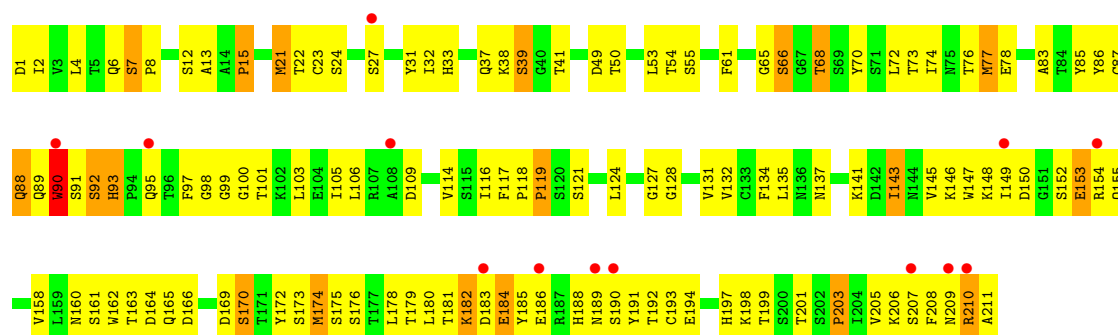 D1 I2 V3 L4 T5 Q6 S7 P8 S12 A13 A14 P15 M21 T22 C23 S24 S27 Y31 I32 H33 Q37 K38 S39 G40 T41 D49 T50 L53 T54 S55 F61 G65 S66 G67 T68 S69 Y70 S71 L72 T73 I74 N75 T76 M77 E78 A83 T84 Y85 Y86 C87
Q88 Q89 W90 S91 S92 H93 P94 Q95 T96 F97 G98 G99 G100 T101 K102 L103 E104 I105 L106 R107 A108 D109 V114 S115 I116 F117 P118 P119 S120 S121 L124 G127 G128 V131 V132 C133 F134 L135 N136 N137 K141 D142 I143 N144 V145 K146 W147 K148 I149 D150 G151 S152 E153 R154 Q155
V158 L159 N160 S161 W162 T163 D164 Q165 D166 D169 S170 T171 Y172 S173 M174 S175 S176 T177 L178 T179 L180 T181 K182 D183 E184 Y185 E186 R187 H188 N189 S190 Y191 T192 C193 E194 H197 K198 T199 S200 T201 S202 P203 I204 V205 K206 S207 F208 N209 R210 A211